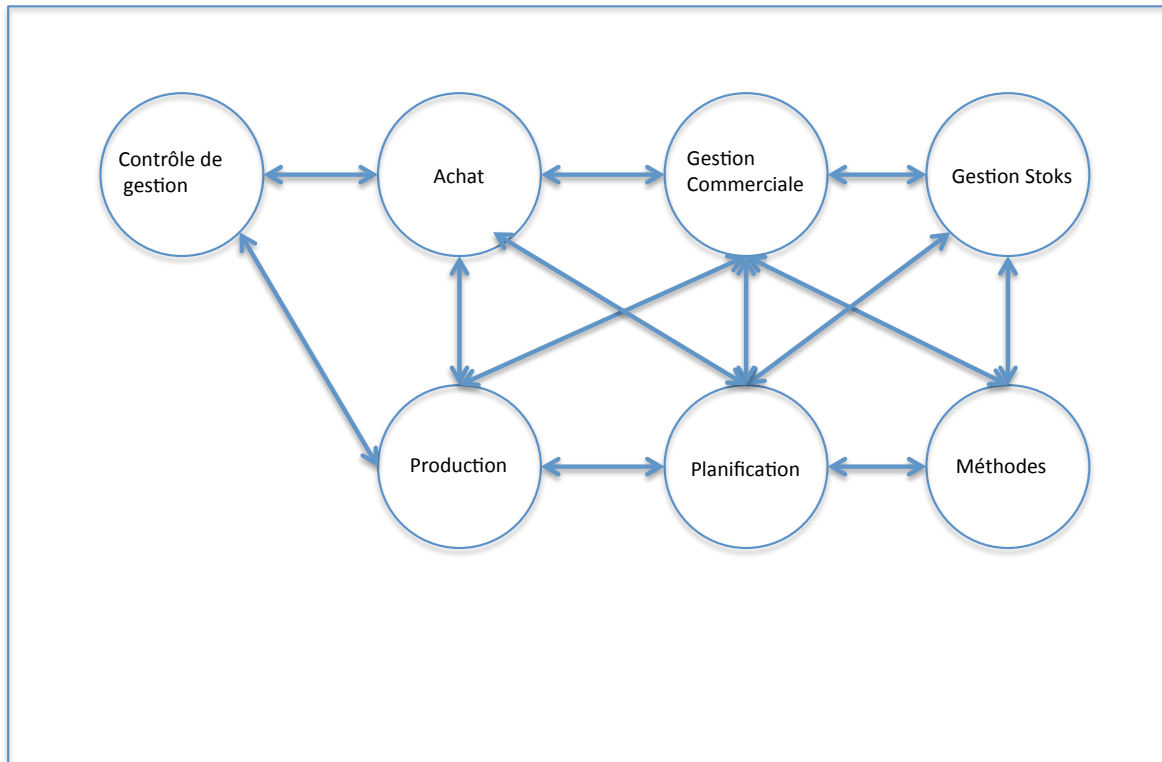 Contrôle de
gestion
Achat
Gestion
Commerciale
Gestion Stoks
Production
Planification
Méthodes